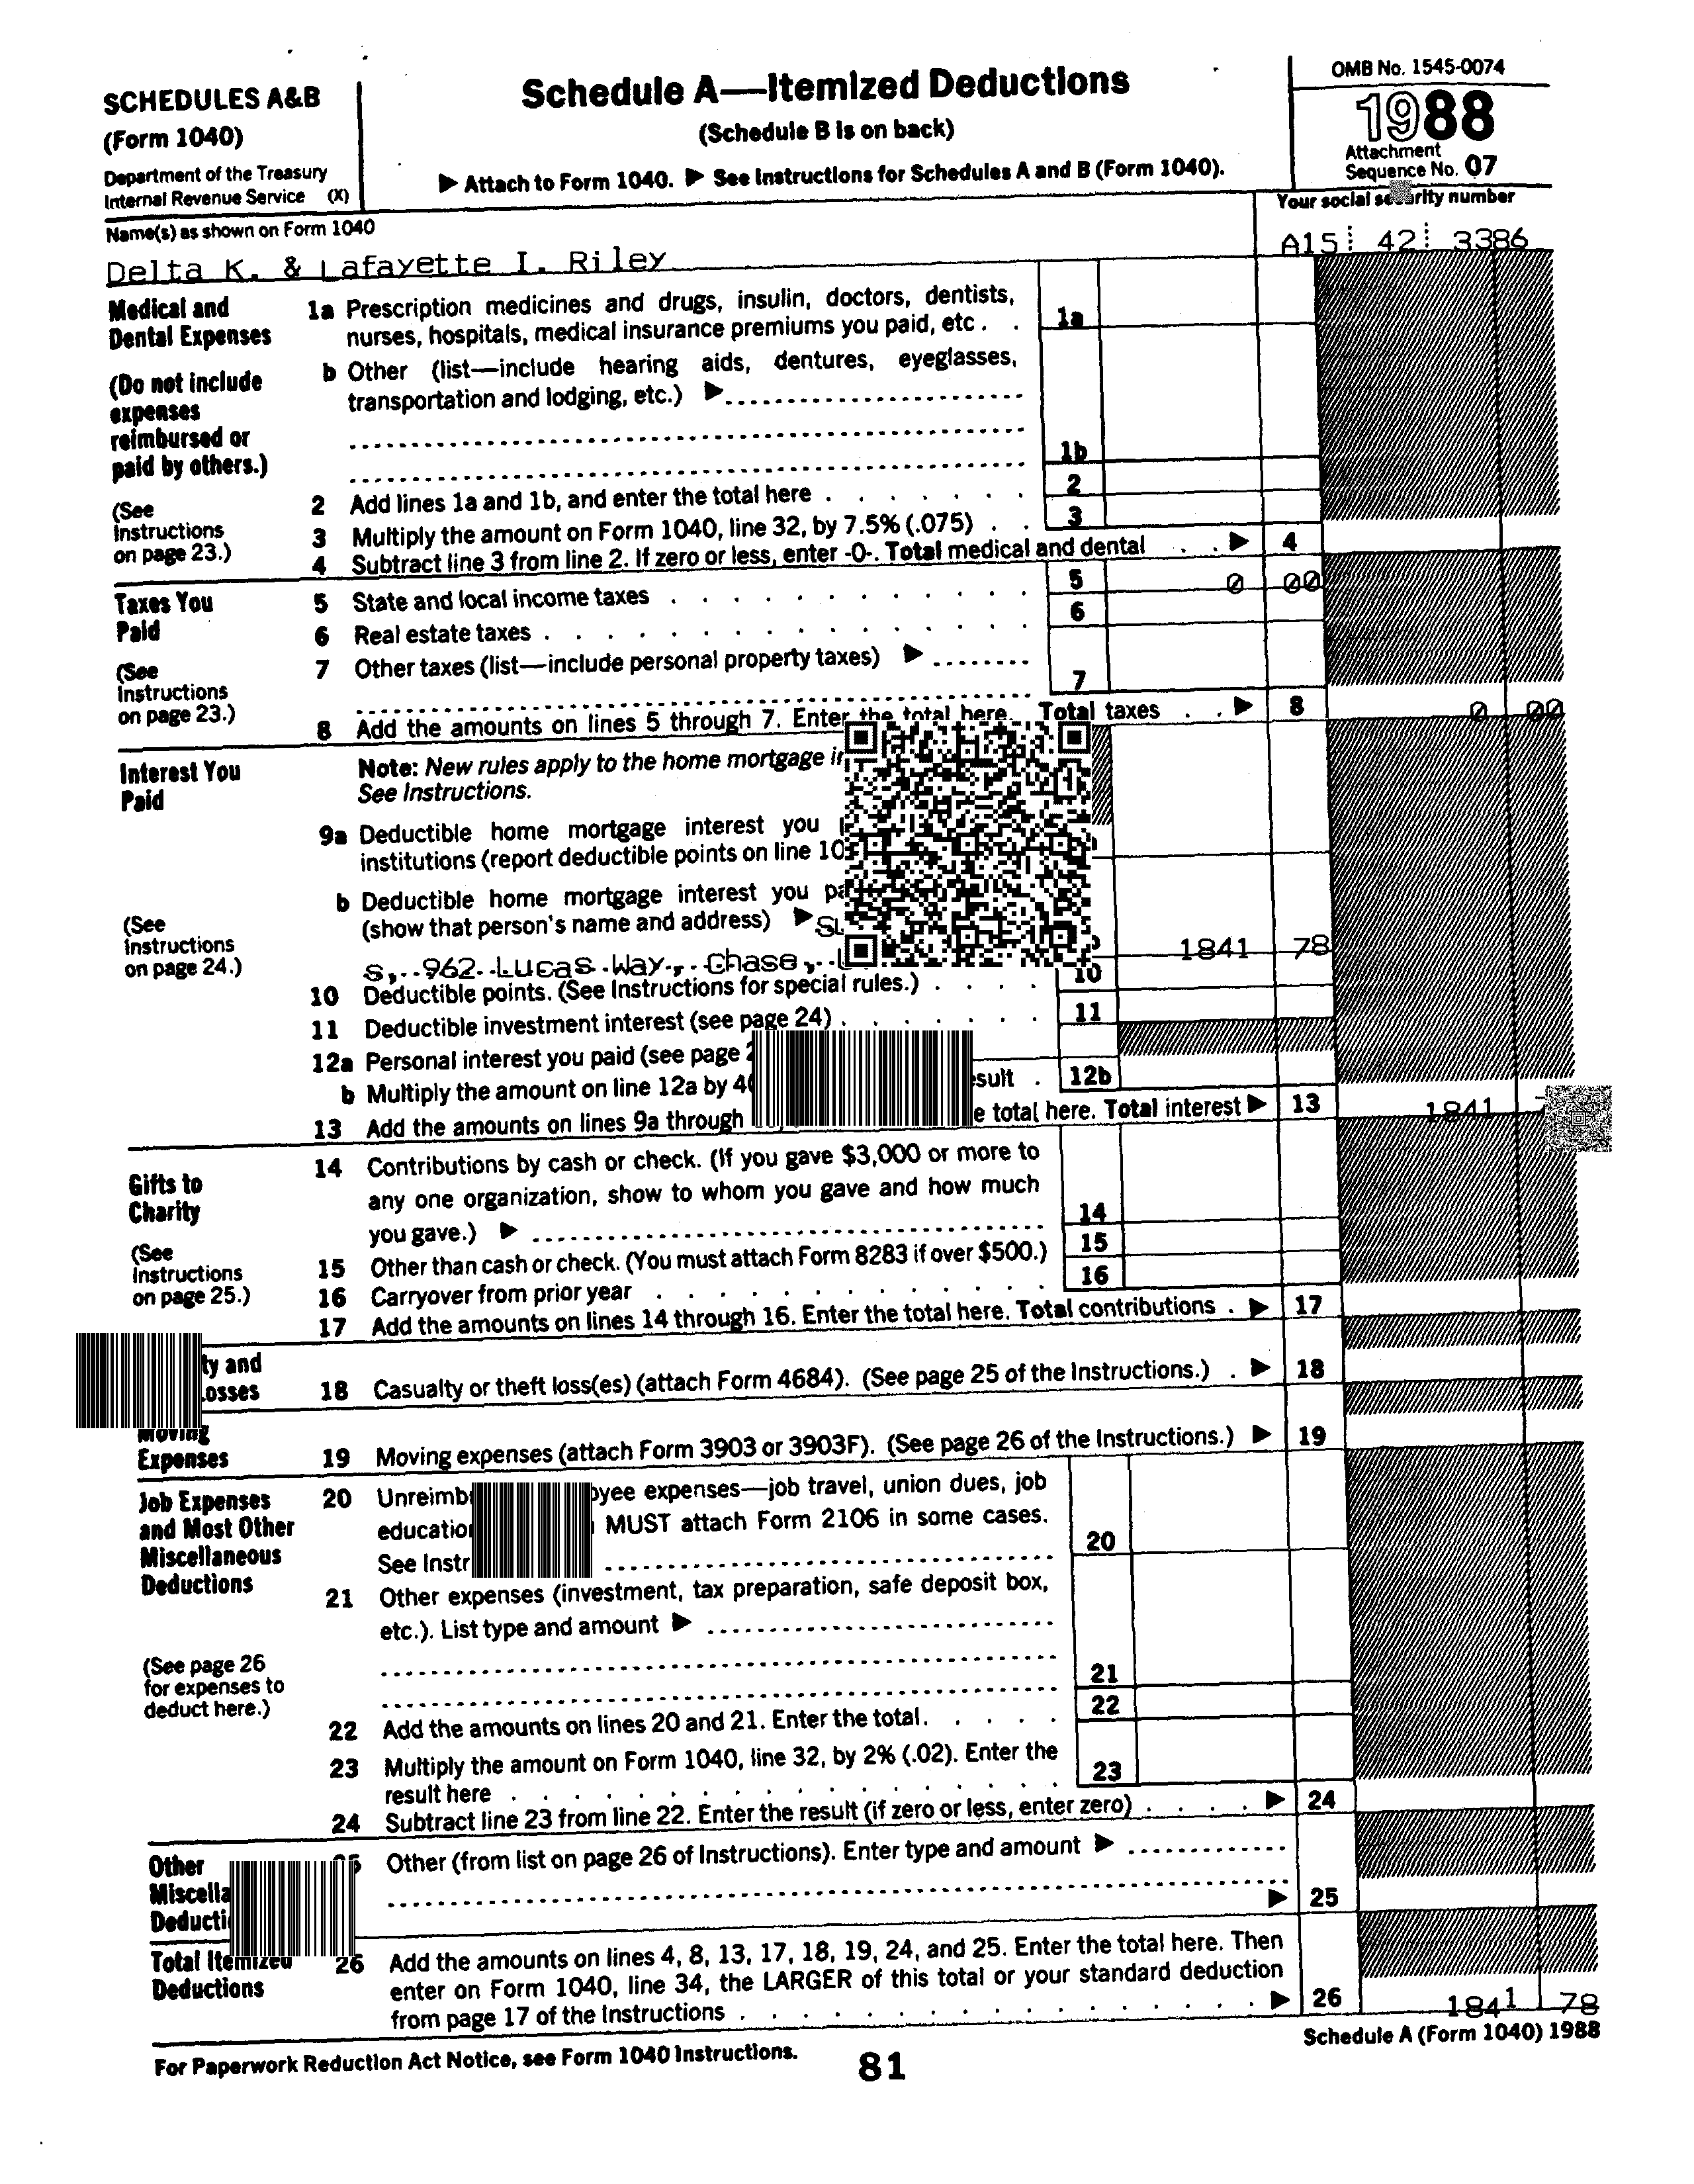 SCHEDULES A&B
(Form 1040)
Department of the Treasury
Internal Revenue Service (X)
Schedule A—Itemized Deductions
(Schedule B is on back)
▶ Attach to Form 1040. ▶ See Instructions for Schedules A and B (Form 1040).
OMB No. 1545-0074
1988
Attachment
Sequence No. 07
Name(s) as shown on Form 1040
Your social security number
Delta K. & Lafayette I. Riley
A15 42 3386
Medical and
Dental Expenses
(Do not include
expenses
reimbursed or
paid by others.)
(See
Instructions
on page 23.)
1a Prescription medicines and drugs, insulin, doctors, dentists,
nurses, hospitals, medical insurance premiums you paid, etc. . 1a
b Other (list—include hearing aids, dentures, eyeglasses,
transportation and lodging, etc.) ▶
1b
2 Add lines 1a and 1b, and enter the total here 2
3 Multiply the amount on Form 1040, line 32, by 7.5% (.075) 3
4 Subtract line 3 from line 2. If zero or less, enter -0-. Total medical and dental ▶ 4
Taxes You
Paid
(See
Instructions
on page 23.)
5 State and local income taxes 5 0 00
6 Real estate taxes 6
7 Other taxes (list—include personal property taxes) ▶
7
8 Add the amounts on lines 5 through 7. Enter the total here. Total taxes ▶ 8 0 00
Interest You
Paid
(See
Instructions
on page 24.)
Note: New rules apply to the home mortgage
See Instructions.
9a Deductible home mortgage interest you
institutions (report deductible points on line 10
b Deductible home mortgage interest you
(show that person's name and address) ▶
s, 962 Lucas Way, Chase, 1841 78
10 Deductible points. (See Instructions for special rules.) 10
11 Deductible investment interest (see page 24) 11
12a Personal interest you paid (see page
b Multiply the amount on line 12a by 12b
13 Add the amounts on lines 9a through total here. Total interest ▶ 13 1841
Gifts to
Charity
(See
Instructions
on page 25.)
14 Contributions by cash or check. (If you gave $3,000 or more to
any one organization, show to whom you gave and how much
you gave.) ▶ 14
15 Other than cash or check. (You must attach Form 8283 if over $500.) 15
16 Carryover from prior year 16
17 Add the amounts on lines 14 through 16. Enter the total here. Total contributions . ▶ 17
and
18 Casualty or theft loss(es) (attach Form 4684). (See page 25 of the Instructions.) . ▶ 18
Moving
Expenses
19 Moving expenses (attach Form 3903 or 3903F). (See page 26 of the Instructions.) ▶ 19
Job Expenses
and Most Other
Miscellaneous
Deductions
(See page 26
for expenses to
deduct here.)
20 expenses—job travel, union dues, job
MUST attach Form 2106 in some cases.
See 20
21 Other expenses (investment, tax preparation, safe deposit box,
etc.). List type and amount ▶
21
22 Add the amounts on lines 20 and 21. Enter the total 22
23 Multiply the amount on Form 1040, line 32, by 2% (.02). Enter the
result here 23
24 Subtract line 23 from line 22. Enter the result (if zero or less, enter zero) ▶ 24
Other
Other (from list on page 26 of Instructions). Enter type and amount ▶
▶ 25
Total Itemized
Deductions
26 Add the amounts on lines 4, 8, 13, 17, 18, 19, 24, and 25. Enter the total here. Then
enter on Form 1040, line 34, the LARGER of this total or your standard deduction
from page 17 of the Instructions ▶ 26 1841 78
For Paperwork Reduction Act Notice, see Form 1040 Instructions.
81
Schedule A (Form 1040) 1988